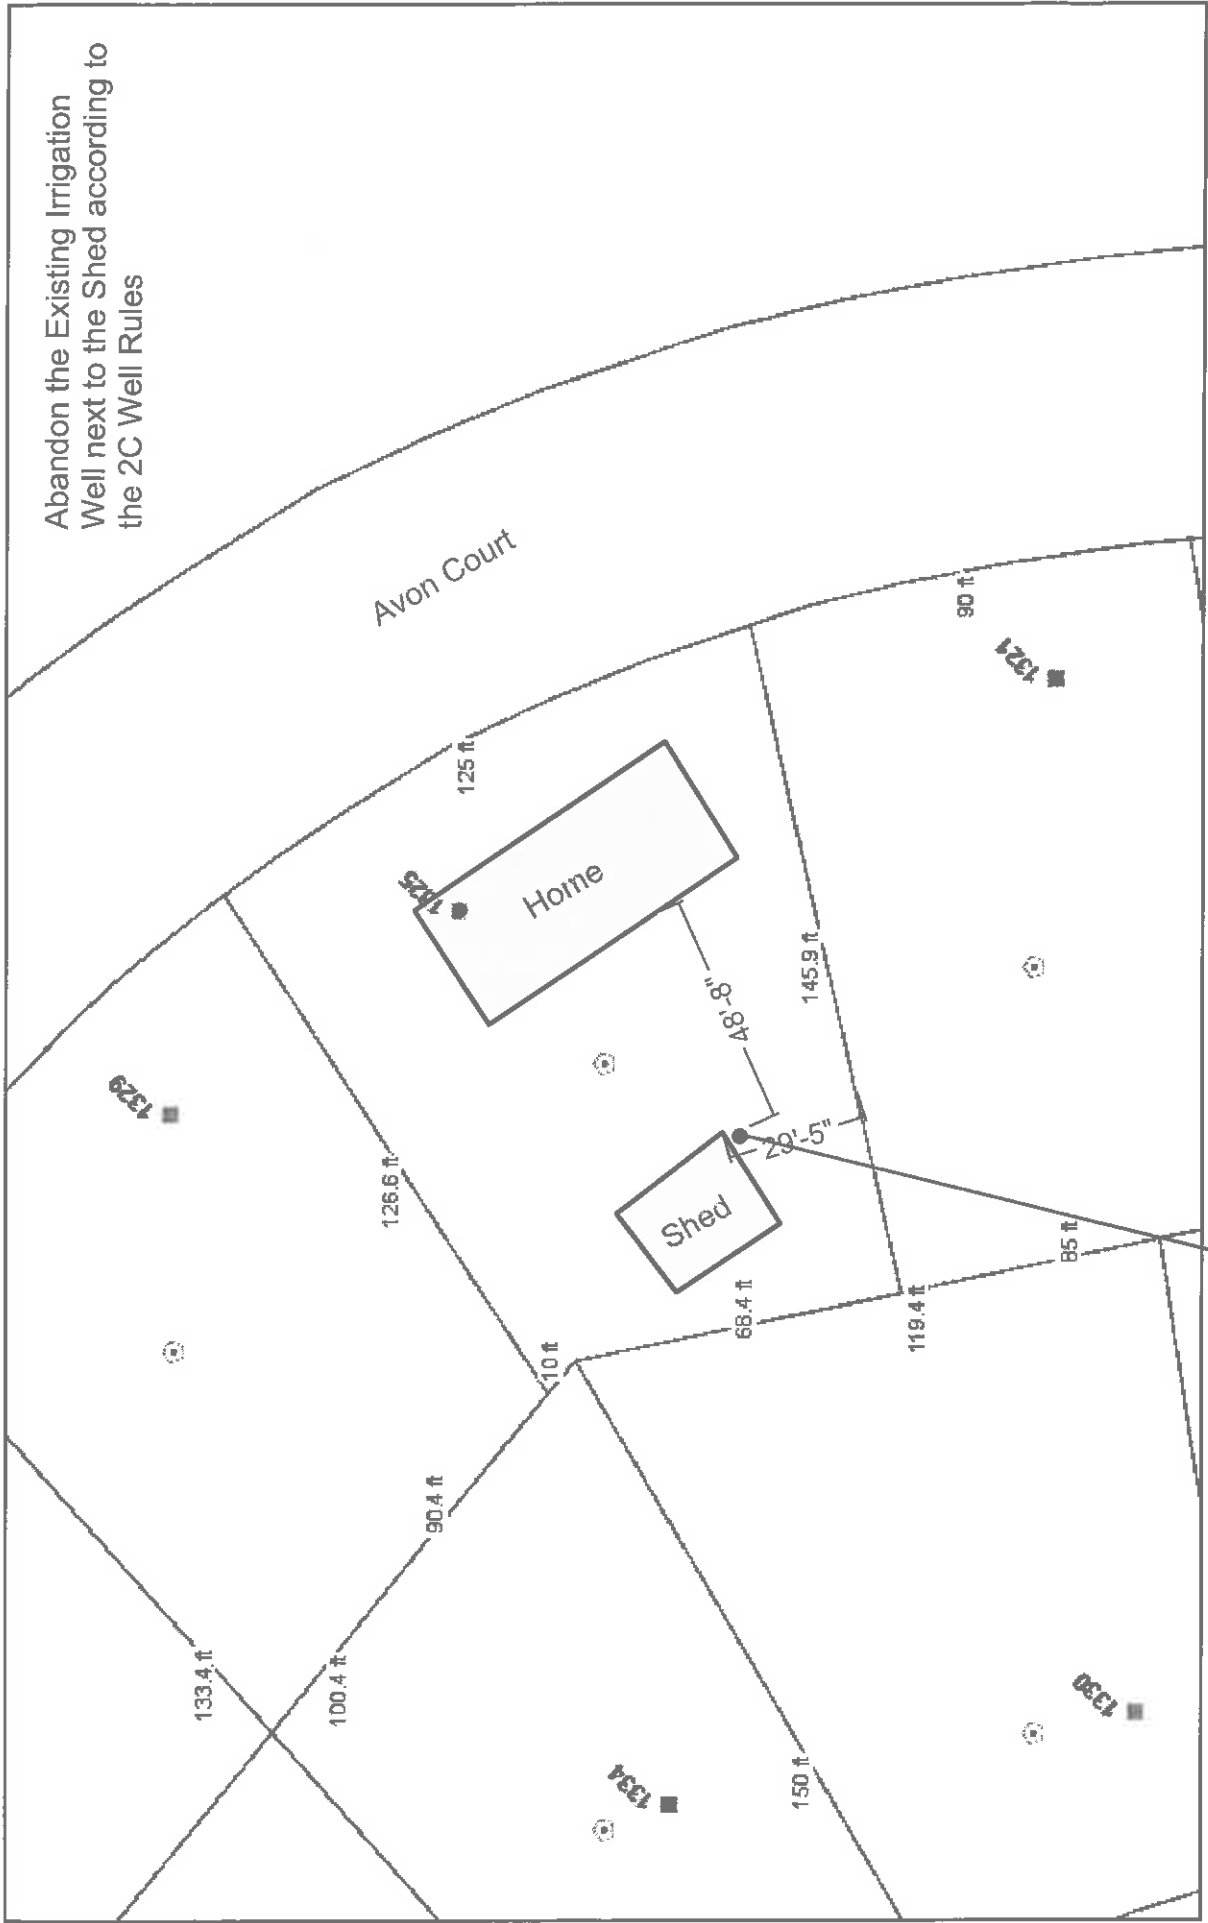 Abandon the Existing Irrigation
Well next to the Shed according to
the 2C Well Rules
Avon Court
125 ft
90 ft
1321
1325
Home
145.9 ft
48'-8"
29'-5"
Shed
1329
126.6 ft
10 ft
68.4 ft
119.4 ft
85 ft
90.4 ft
133.4 ft
100.4 ft
150 ft
1334
1330